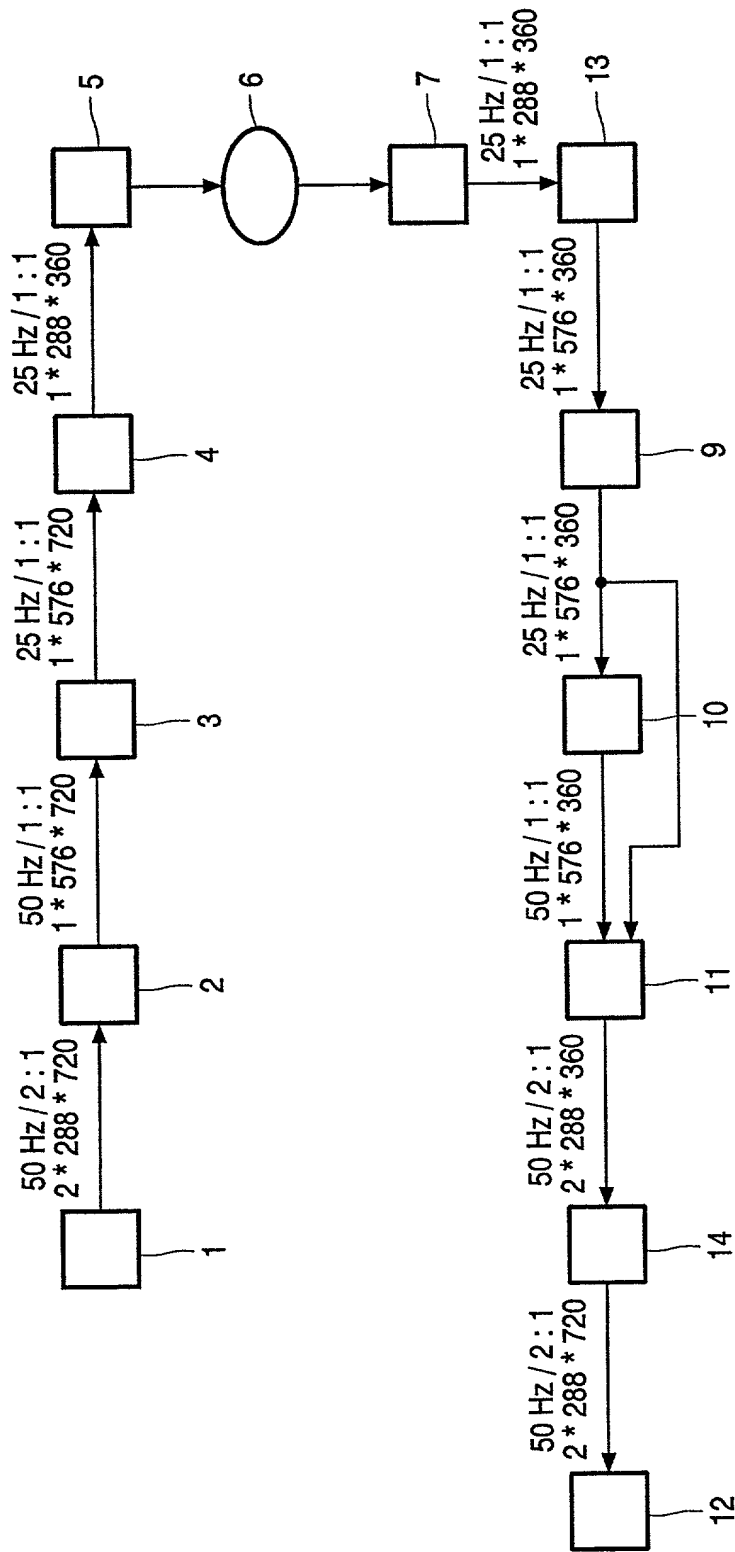 50 Hz / 2 : 1
2 * 288 * 720
50 Hz / 1 : 1
1 * 576 * 720
25 Hz / 1 : 1
1 * 576 * 720
25 Hz / 1 : 1
1 * 288 * 360
1
2
3
4
5
6
7
25 Hz / 1 : 1
1 * 288 * 360
13
50 Hz / 2 : 1
2 * 288 * 720
50 Hz / 2 : 1
2 * 288 * 360
50 Hz / 1 : 1
1 * 576 * 360
25 Hz / 1 : 1
1 * 576 * 360
25 Hz / 1 : 1
1 * 576 * 360
12
14
11
10
9